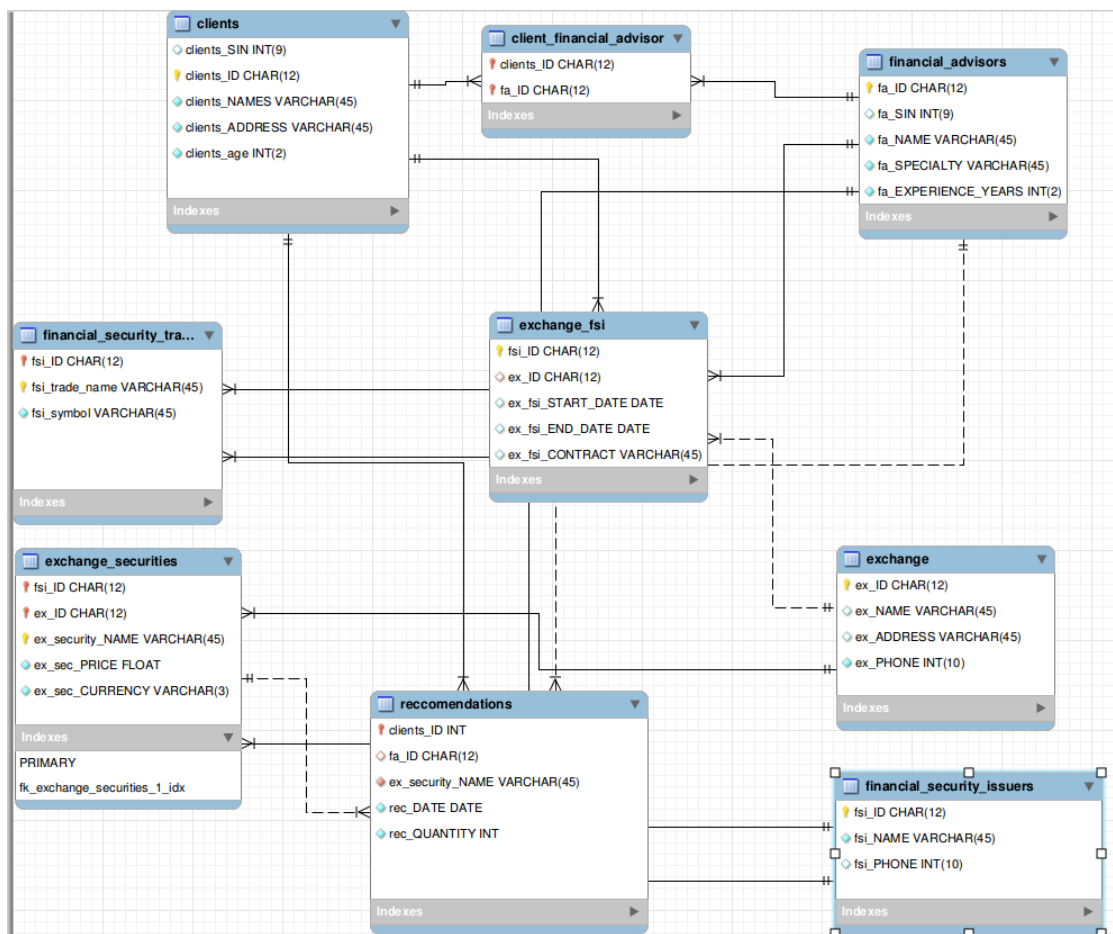 clients
clients_SIN INT(9)
clients_ID CHAR(12)
clients_NAMES VARCHAR(45)
clients_ADDRESS VARCHAR(45)
clients_age INT(2)
Indexes
client_financial_advisor
clients_ID CHAR(12)
fa_ID CHAR(12)
Indexes
financial_advisors
fa_ID CHAR(12)
fa_SIN INT(9)
fa_NAME VARCHAR(45)
fa_SPECIALTY VARCHAR(45)
fa_EXPERIENCE_YEARS INT(2)
Indexes
financial_security_tra...
fsi_ID CHAR(12)
fsi_trade_name VARCHAR(45)
fsi_symbol VARCHAR(45)
Indexes
exchange_fsi
fsi_ID CHAR(12)
ex_ID CHAR(12)
ex_fsi_START_DATE DATE
ex_fsi_END_DATE DATE
ex_fsi_CONTRACT VARCHAR(45)
Indexes
exchange_securities
fsi_ID CHAR(12)
ex_ID CHAR(12)
ex_security_NAME VARCHAR(45)
ex_sec_PRICE FLOAT
ex_sec_CURRENCY VARCHAR(3)
Indexes
PRIMARY
fk_exchange_securities_1_idx
exchange
ex_ID CHAR(12)
ex_NAME VARCHAR(45)
ex_ADDRESS VARCHAR(45)
ex_PHONE INT(10)
Indexes
reccomendations
clients_ID INT
fa_ID CHAR(12)
ex_security_NAME VARCHAR(45)
rec_DATE DATE
rec_QUANTITY INT
Indexes
financial_security_issuers
fsi_ID CHAR(12)
fsi_NAME VARCHAR(45)
fsi_PHONE INT(10)
Indexes